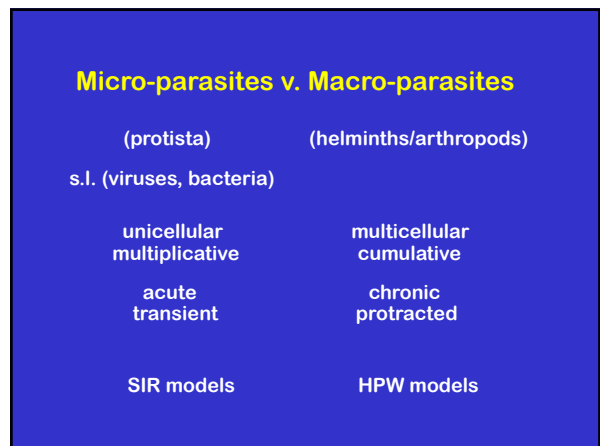 Micro-parasites v. Macro-parasites
(protista) (helminths/arthropods)
s.l. (viruses, bacteria)
unicellular multicellular
multiplicative cumulative
acute chronic
transient protracted
SIR models HPW models